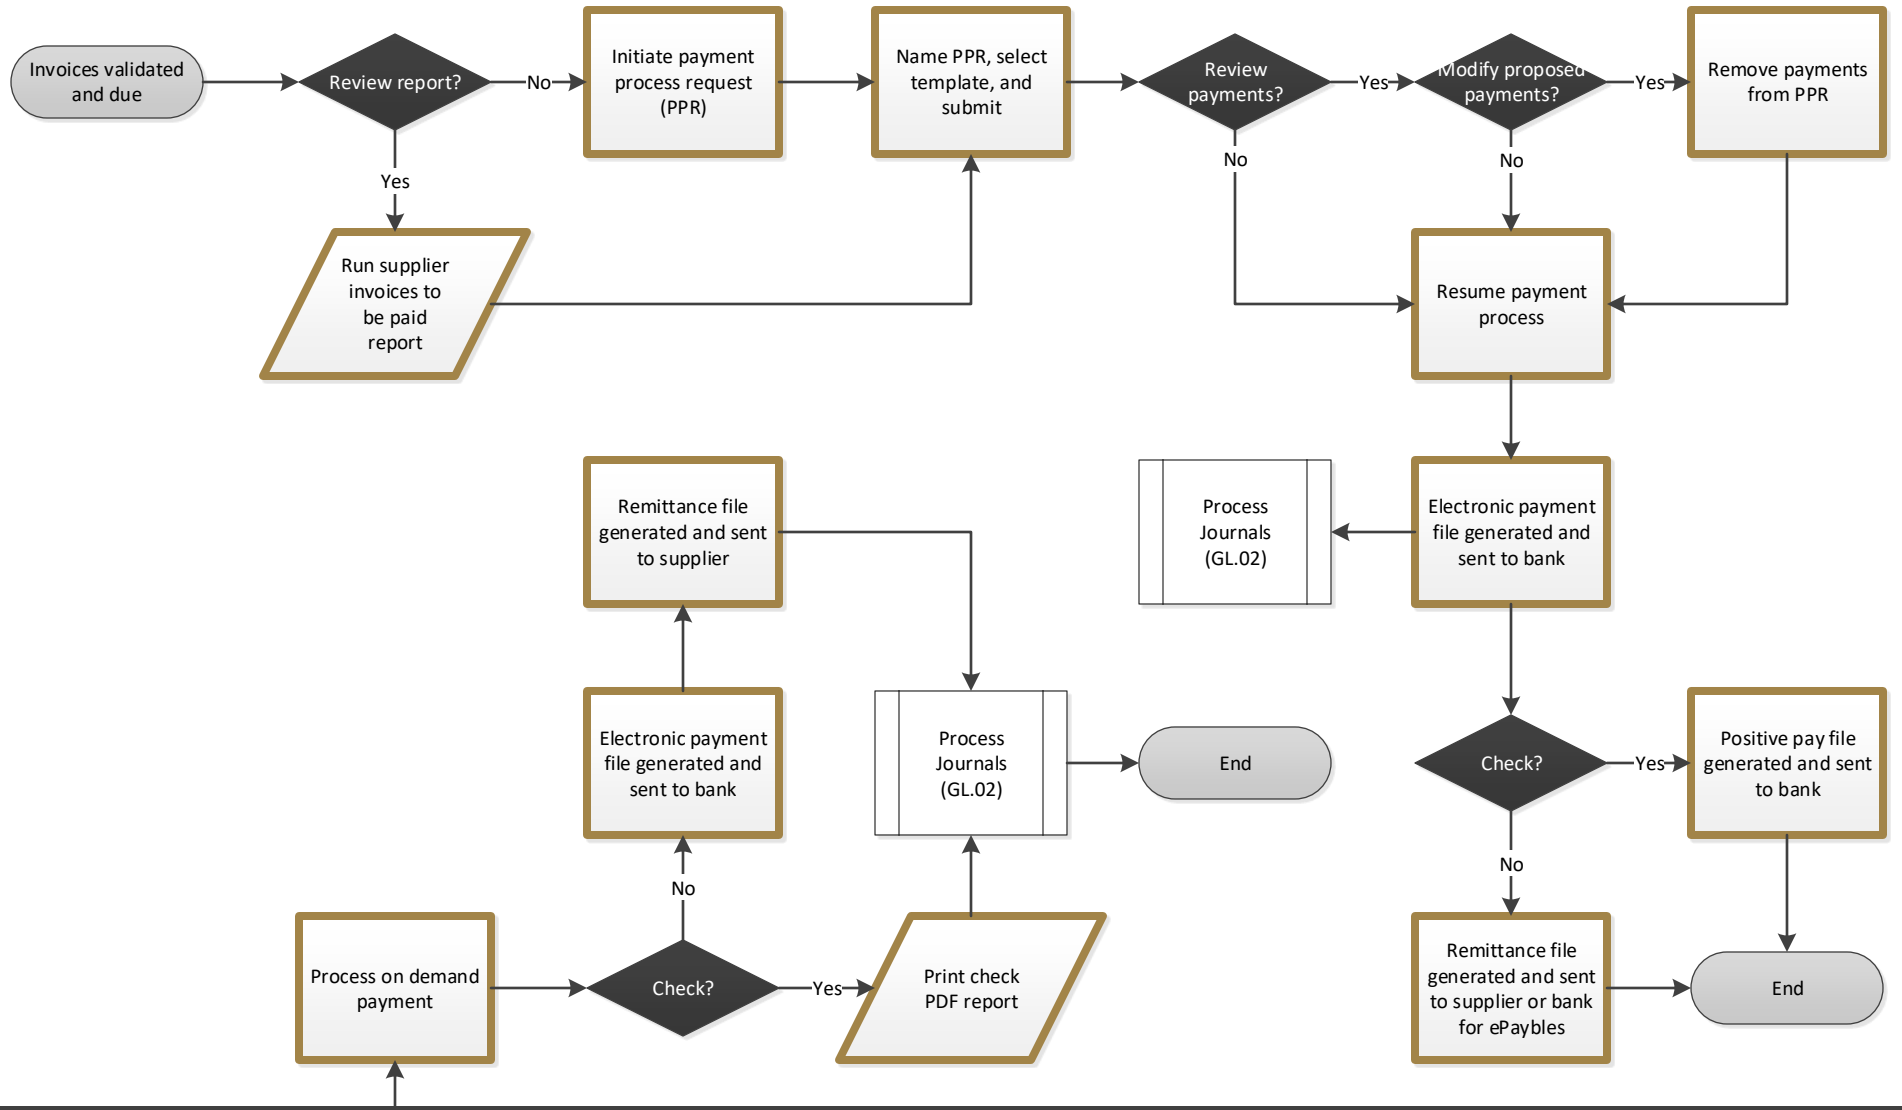 Invoices validated
and due
Review report?
No
Initiate payment
process request
(PPR)
Name PPR, select
template, and
submit
Review
payments?
Yes
Modify proposed
payments?
Yes
Remove payments
from PPR
Yes
No
No
Run supplier
invoices to
be paid
report
Resume payment
process
Remittance file
generated and sent
to supplier
Process
Journals
(GL.02)
Electronic payment
file generated and
sent to bank
Electronic payment
file generated and
sent to bank
Process
Journals
(GL.02)
End
Check?
Yes
Positive pay file
generated and sent
to bank
No
No
Process on demand
payment
Check?
Yes
Print check
PDF report
Remittance file
generated and sent
to supplier or bank
for ePaybles
End